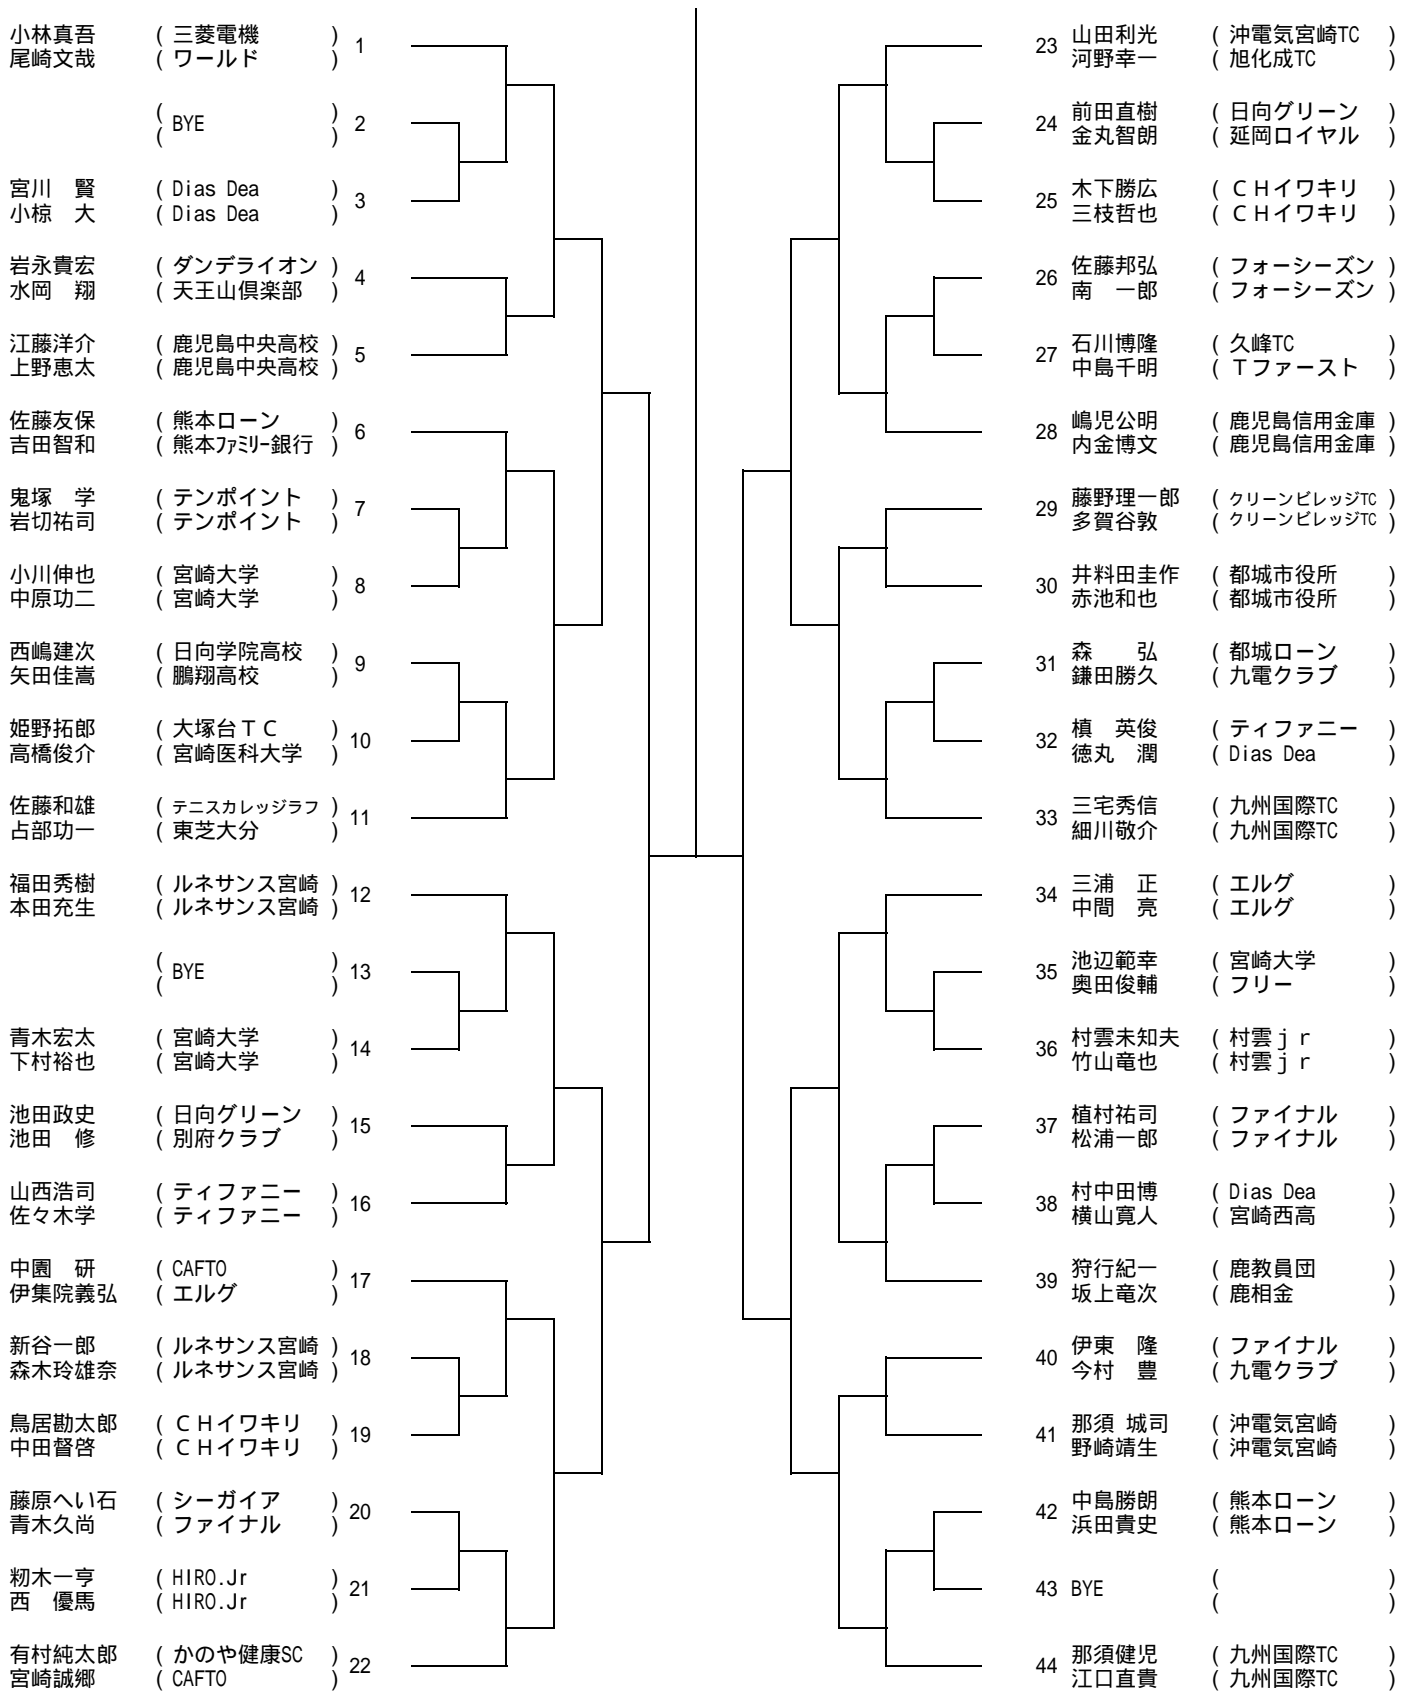 小林真吾 ( 三菱電機 ) 1
尾崎文哉 ( ワールド )
( BYE ) 2
( )
宮川　賢 ( Dias Dea ) 3
小椋　大 ( Dias Dea )
岩永貴宏 ( ダンデライオン ) 4
水岡　翔 ( 天王山倶楽部 )
江藤洋介 ( 鹿児島中央高校 ) 5
上野恵太 ( 鹿児島中央高校 )
佐藤友保 ( 熊本ローン ) 6
吉田智和 ( 熊本ﾌｧﾐﾘｰ銀行 )
鬼塚　学 ( テンポイント ) 7
岩切祐司 ( テンポイント )
小川伸也 ( 宮崎大学 ) 8
中原功二 ( 宮崎大学 )
西嶋建次 ( 日向学院高校 ) 9
矢田佳嵩 ( 鵬翔高校 )
姫野拓郎 ( 大塚台ＴＣ ) 10
高橋俊介 ( 宮崎医科大学 )
佐藤和雄 ( テニスカレッジラフ ) 11
占部功一 ( 東芝大分 )
福田秀樹 ( ルネサンス宮崎 ) 12
本田充生 ( ルネサンス宮崎 )
( BYE ) 13
( )
青木宏太 ( 宮崎大学 ) 14
下村裕也 ( 宮崎大学 )
池田政史 ( 日向グリーン ) 15
池田　修 ( 別府クラブ )
山西浩司 ( ティファニー ) 16
佐々木学 ( ティファニー )
中園　研 ( CAFTO ) 17
伊集院義弘 ( エルグ )
新谷一郎 ( ルネサンス宮崎 ) 18
森木玲雄奈 ( ルネサンス宮崎 )
鳥居勘太郎 ( ＣＨイワキリ ) 19
中田督啓 ( ＣＨイワキリ )
藤原へい石 ( シーガイア ) 20
青木久尚 ( ファイナル )
籾木一亨 ( HIRO.Jr ) 21
西　優馬 ( HIRO.Jr )
有村純太郎 ( かのや健康SC ) 22
宮崎誠郷 ( CAFTO )
23 山田利光 ( 沖電気宮崎TC )
河野幸一 ( 旭化成TC )
24 前田直樹 ( 日向グリーン )
金丸智朗 ( 延岡ロイヤル )
25 木下勝広 ( ＣＨイワキリ )
三枝哲也 ( ＣＨイワキリ )
26 佐藤邦弘 ( フォーシーズン )
南　一郎 ( フォーシーズン )
27 石川博隆 ( 久峰TC )
中島千明 ( Ｔファースト )
28 嶋児公明 ( 鹿児島信用金庫 )
内金博文 ( 鹿児島信用金庫 )
29 藤野理一郎 ( クリーンビレッジTC )
多賀谷敦 ( クリーンビレッジTC )
30 井料田圭作 ( 都城市役所 )
赤池和也 ( 都城市役所 )
31 森　　弘 ( 都城ローン )
鎌田勝久 ( 九電クラブ )
32 槙　英俊 ( ティファニー )
徳丸　潤 ( Dias Dea )
33 三宅秀信 ( 九州国際TC )
細川敬介 ( 九州国際TC )
34 三浦　正 ( エルグ )
中間　亮 ( エルグ )
35 池辺範幸 ( 宮崎大学 )
奥田俊輔 ( フリー )
36 村雲未知夫 ( 村雲ｊｒ )
竹山竜也 ( 村雲ｊｒ )
37 植村祐司 ( ファイナル )
松浦一郎 ( ファイナル )
38 村中田博 ( Dias Dea )
横山寛人 ( 宮崎西高 )
39 狩行紀一 ( 鹿教員団 )
坂上竜次 ( 鹿相金 )
40 伊東　隆 ( ファイナル )
今村　豊 ( 九電クラブ )
41 那須 城司 ( 沖電気宮崎 )
野崎靖生 ( 沖電気宮崎 )
42 中島勝朗 ( 熊本ローン )
浜田貴史 ( 熊本ローン )
43 BYE ( )
( )
44 那須健児 ( 九州国際TC )
江口直貴 ( 九州国際TC )